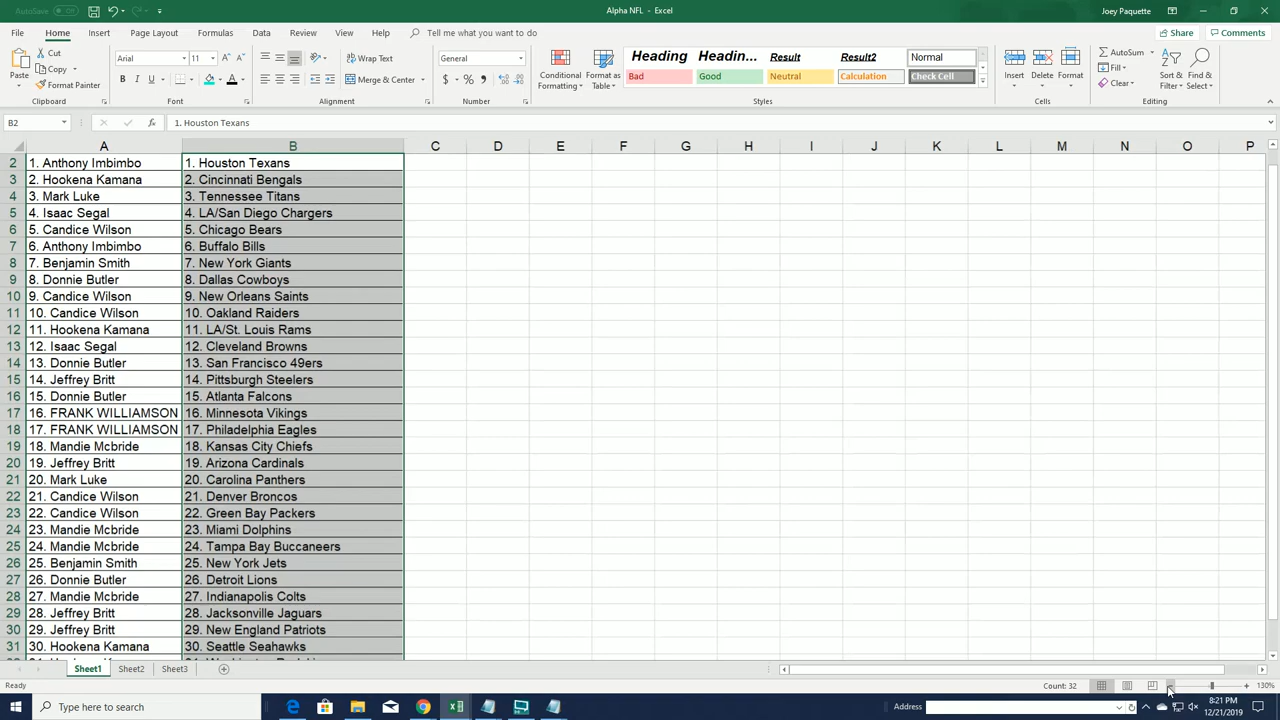 AutoSave Off
Alpha NFL - Excel
Joey Paquette
File Home Insert Page Layout Formulas Data Review View Help Tell me what you want to do
Share Comments
Paste Cut Copy Format Painter
Clipboard
Arial 11
B I U
Font
Wrap Text
Merge & Center
Alignment
General
$ % ,
Number
Conditional Formatting
Format as Table
Heading Headin... Result Result2 Normal
Bad Good Neutral Calculation Check Cell
Styles
Insert Delete Format
Cells
AutoSum Fill Clear
Sort & Filter
Find & Select
Editing
B2 fx 1. Houston Texans
A B C D E F G H I J K L M N O P
2 1. Anthony Imbimbo 1. Houston Texans
3 2. Hookena Kamana 2. Cincinnati Bengals
4 3. Mark Luke 3. Tennessee Titans
5 4. Isaac Segal 4. LA/San Diego Chargers
6 5. Candice Wilson 5. Chicago Bears
7 6. Anthony Imbimbo 6. Buffalo Bills
8 7. Benjamin Smith 7. New York Giants
9 8. Donnie Butler 8. Dallas Cowboys
10 9. Candice Wilson 9. New Orleans Saints
11 10. Candice Wilson 10. Oakland Raiders
12 11. Hookena Kamana 11. LA/St. Louis Rams
13 12. Isaac Segal 12. Cleveland Browns
14 13. Donnie Butler 13. San Francisco 49ers
15 14. Jeffrey Britt 14. Pittsburgh Steelers
16 15. Donnie Butler 15. Atlanta Falcons
17 16. FRANK WILLIAMSON 16. Minnesota Vikings
18 17. FRANK WILLIAMSON 17. Philadelphia Eagles
19 18. Mandie Mcbride 18. Kansas City Chiefs
20 19. Jeffrey Britt 19. Arizona Cardinals
21 20. Mark Luke 20. Carolina Panthers
22 21. Candice Wilson 21. Denver Broncos
23 22. Candice Wilson 22. Green Bay Packers
24 23. Mandie Mcbride 23. Miami Dolphins
25 24. Mandie Mcbride 24. Tampa Bay Buccaneers
26 25. Benjamin Smith 25. New York Jets
27 26. Donnie Butler 26. Detroit Lions
28 27. Mandie Mcbride 27. Indianapolis Colts
29 28. Jeffrey Britt 28. Jacksonville Jaguars
30 29. Jeffrey Britt 29. New England Patriots
31 30. Hookena Kamana 30. Seattle Seahawks
Sheet1 Sheet2 Sheet3
Ready
Count: 32
130%
Type here to search
Address
8:21 PM
12/21/2019